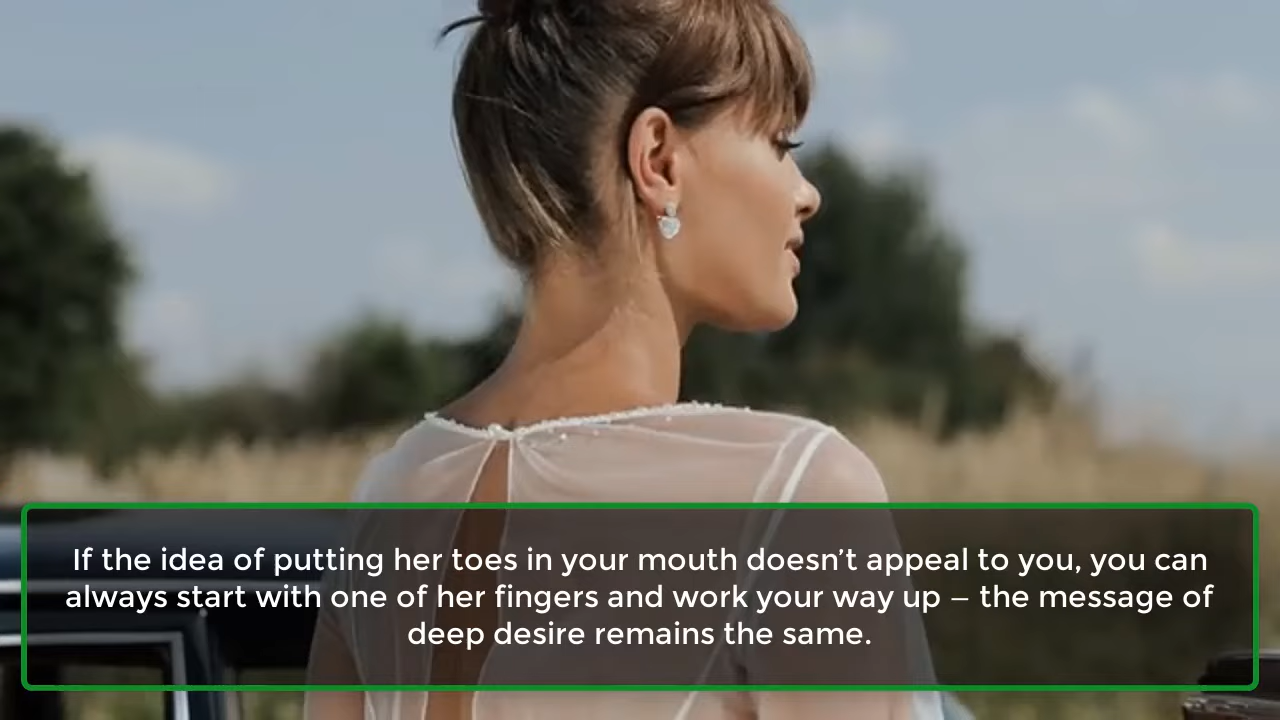 If the idea of putting her toes in your mouth doesn’t appeal to you, you can
always start with one of her fingers and work your way up – the message of
deep desire remains the same.